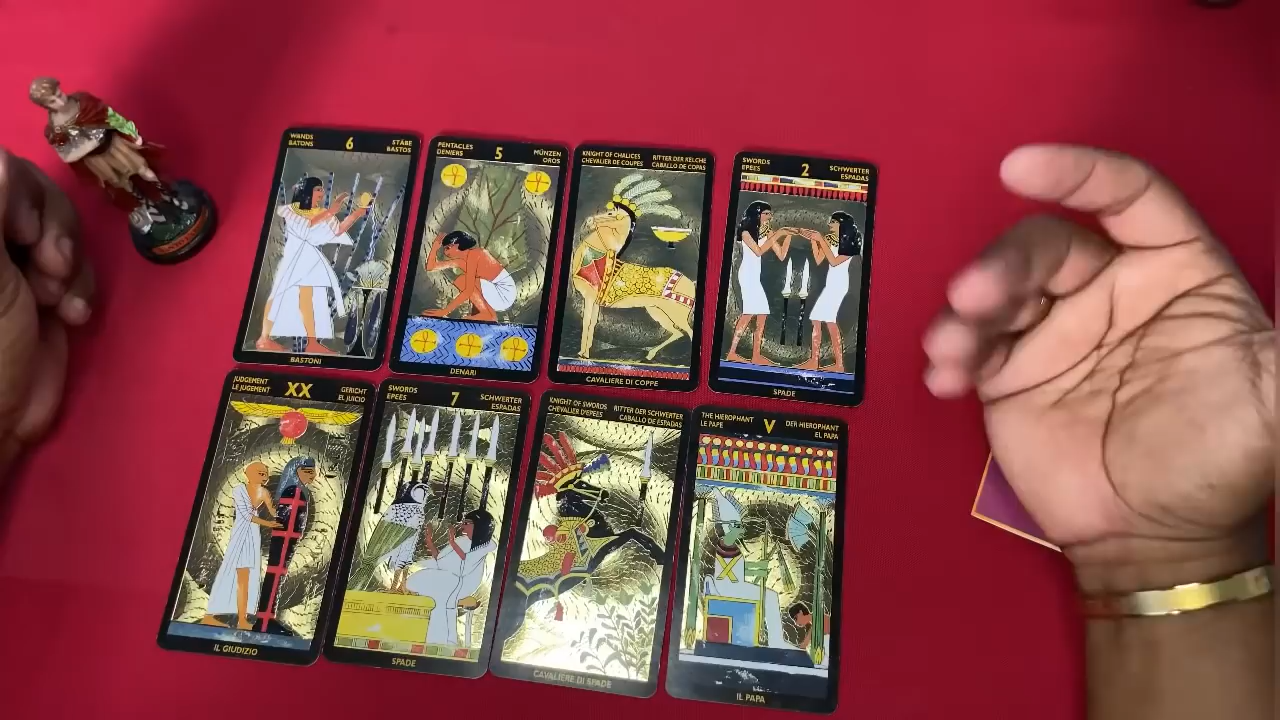 WANDS
BATONS
6
STÄBE
BASTOS
BASTONI
PENTACLES
DENIERS
5
MÜNZEN
OROS
DENARI
KNIGHT OF CHALICES
CHEVALIER DE COUPES
RITTER DER KELCHE
CABALLO DE COPAS
CAVALIERE DI COPPE
SWORDS
EPEES
2
SCHWERTER
ESPADAS
SPADE
JUDGEMENT
LE JUGEMENT
XX
GERICHT
EL JUICIO
IL GIUDIZIO
SWORDS
EPEES
7
SCHWERTER
ESPADAS
SPADE
KNIGHT OF SWORDS
CHEVALIER D'EPEES
RITTER DER SCHWERTER
CABALLO DE ESPADAS
CAVALIERE DI SPADE
THE HIEROPHANT
LE PAPE
V
DER HIEROPHANT
EL PAPA
IL PAPA